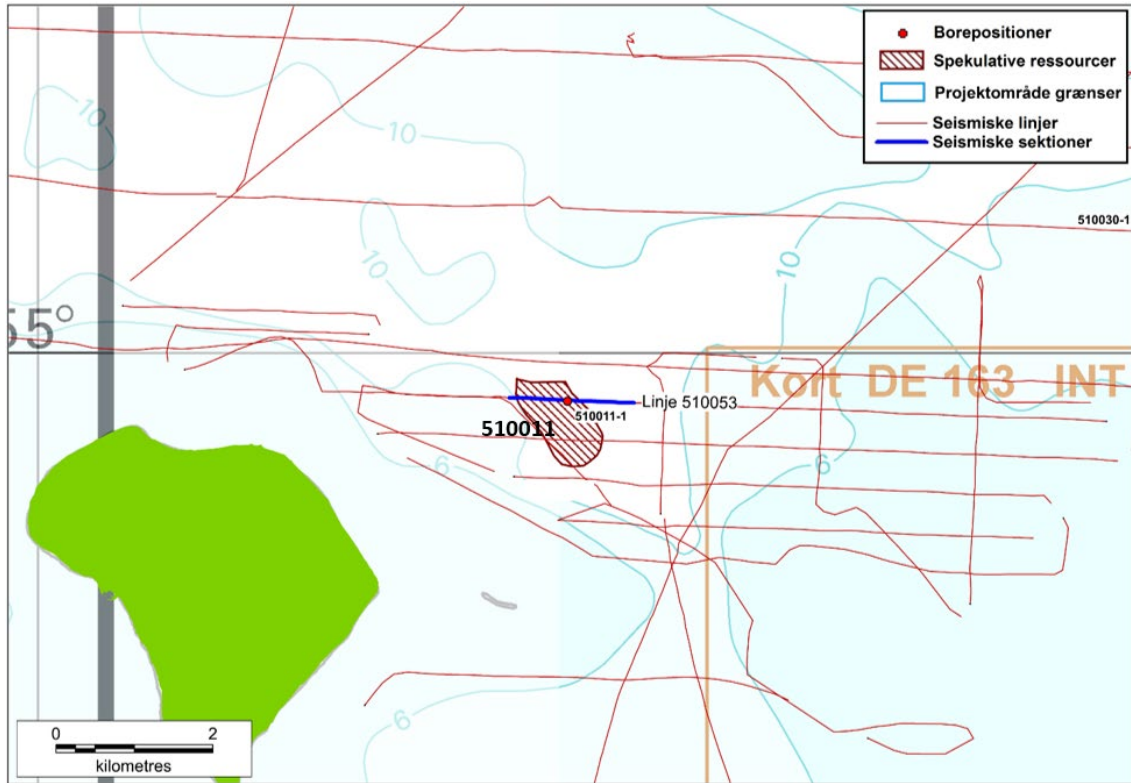 Borepositioner
Spekulative ressourcer
Projektområde grænser
Seismiske linjer
Seismiske sektioner
10
10
510030-1
10
10
55°
Kort DE 163 INT
Linje 510053
510011-1
510011
6
6
6
0 2
kilometres